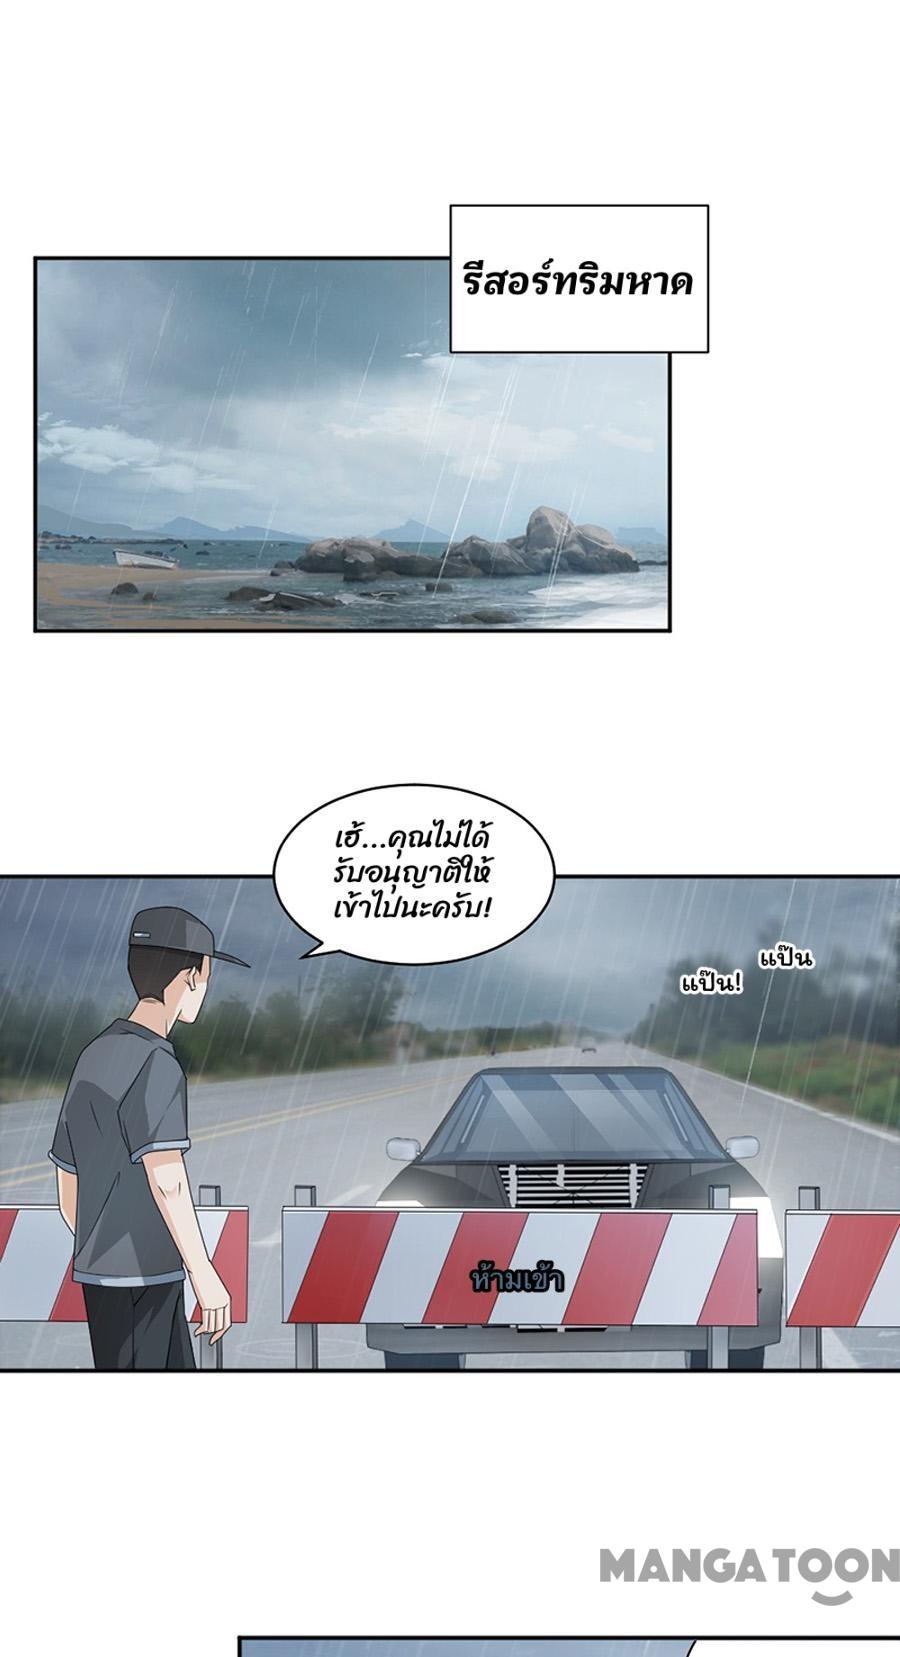 รีสอร์ทริมหาด
เฮ้...คุณไม่ได้
รับอนุญาติให้
เข้าไปนะครับ!
แป๊น
แป๊น!
ห้ามเข้า
MANGATOON